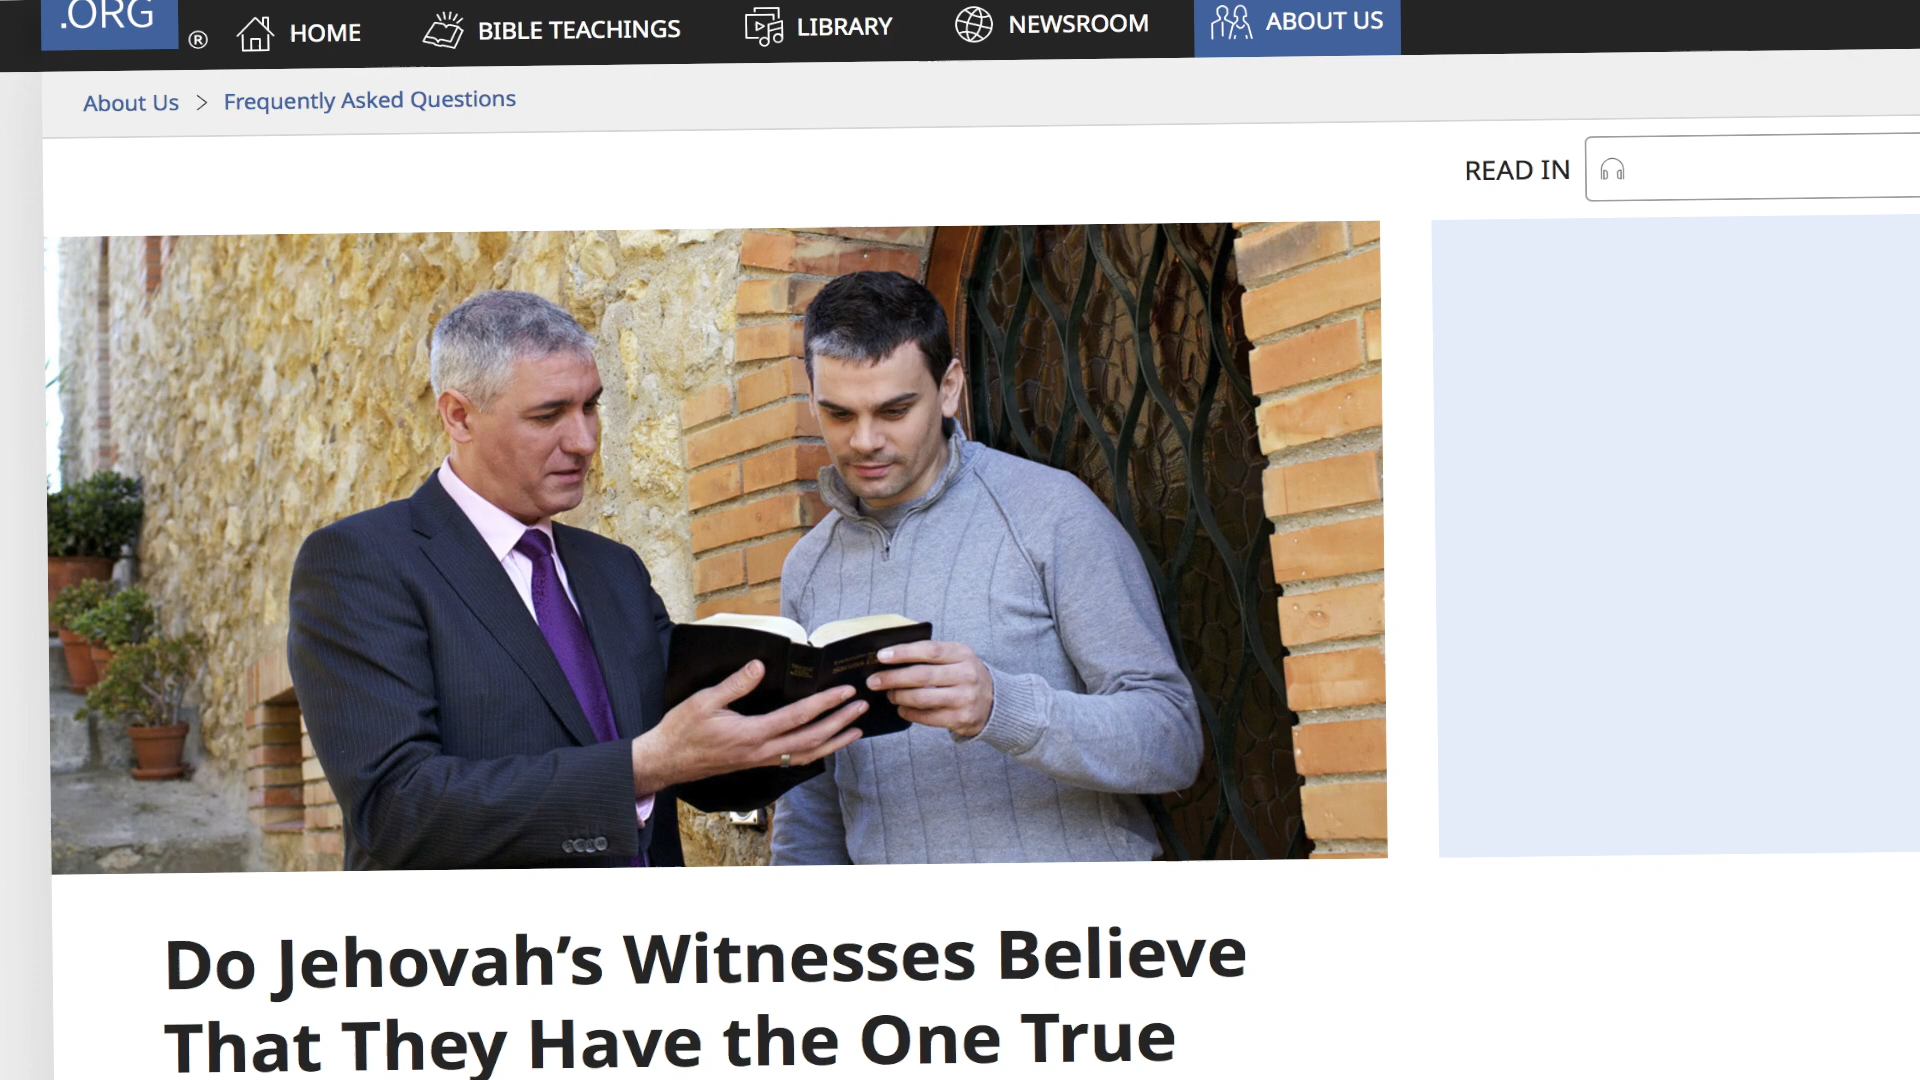 .ORG
®
HOME
BIBLE TEACHINGS
LIBRARY
NEWSROOM
ABOUT US
About Us > Frequently Asked Questions
READ IN
Do Jehovah’s Witnesses Believe
That They Have the One True